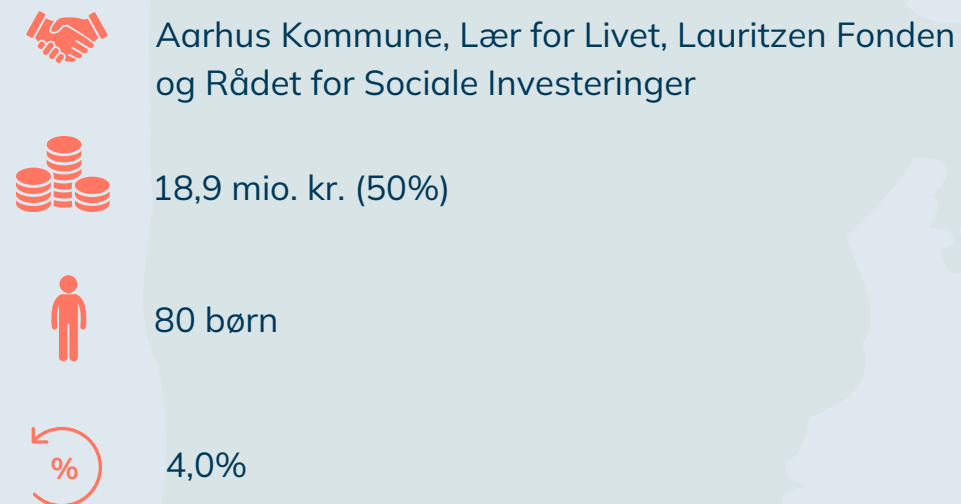 Aarhus Kommune, Lær for Livet, Lauritzen Fonden
og Rådet for Sociale Investeringer
18,9 mio. kr. (50%)
80 børn
%
4,0%